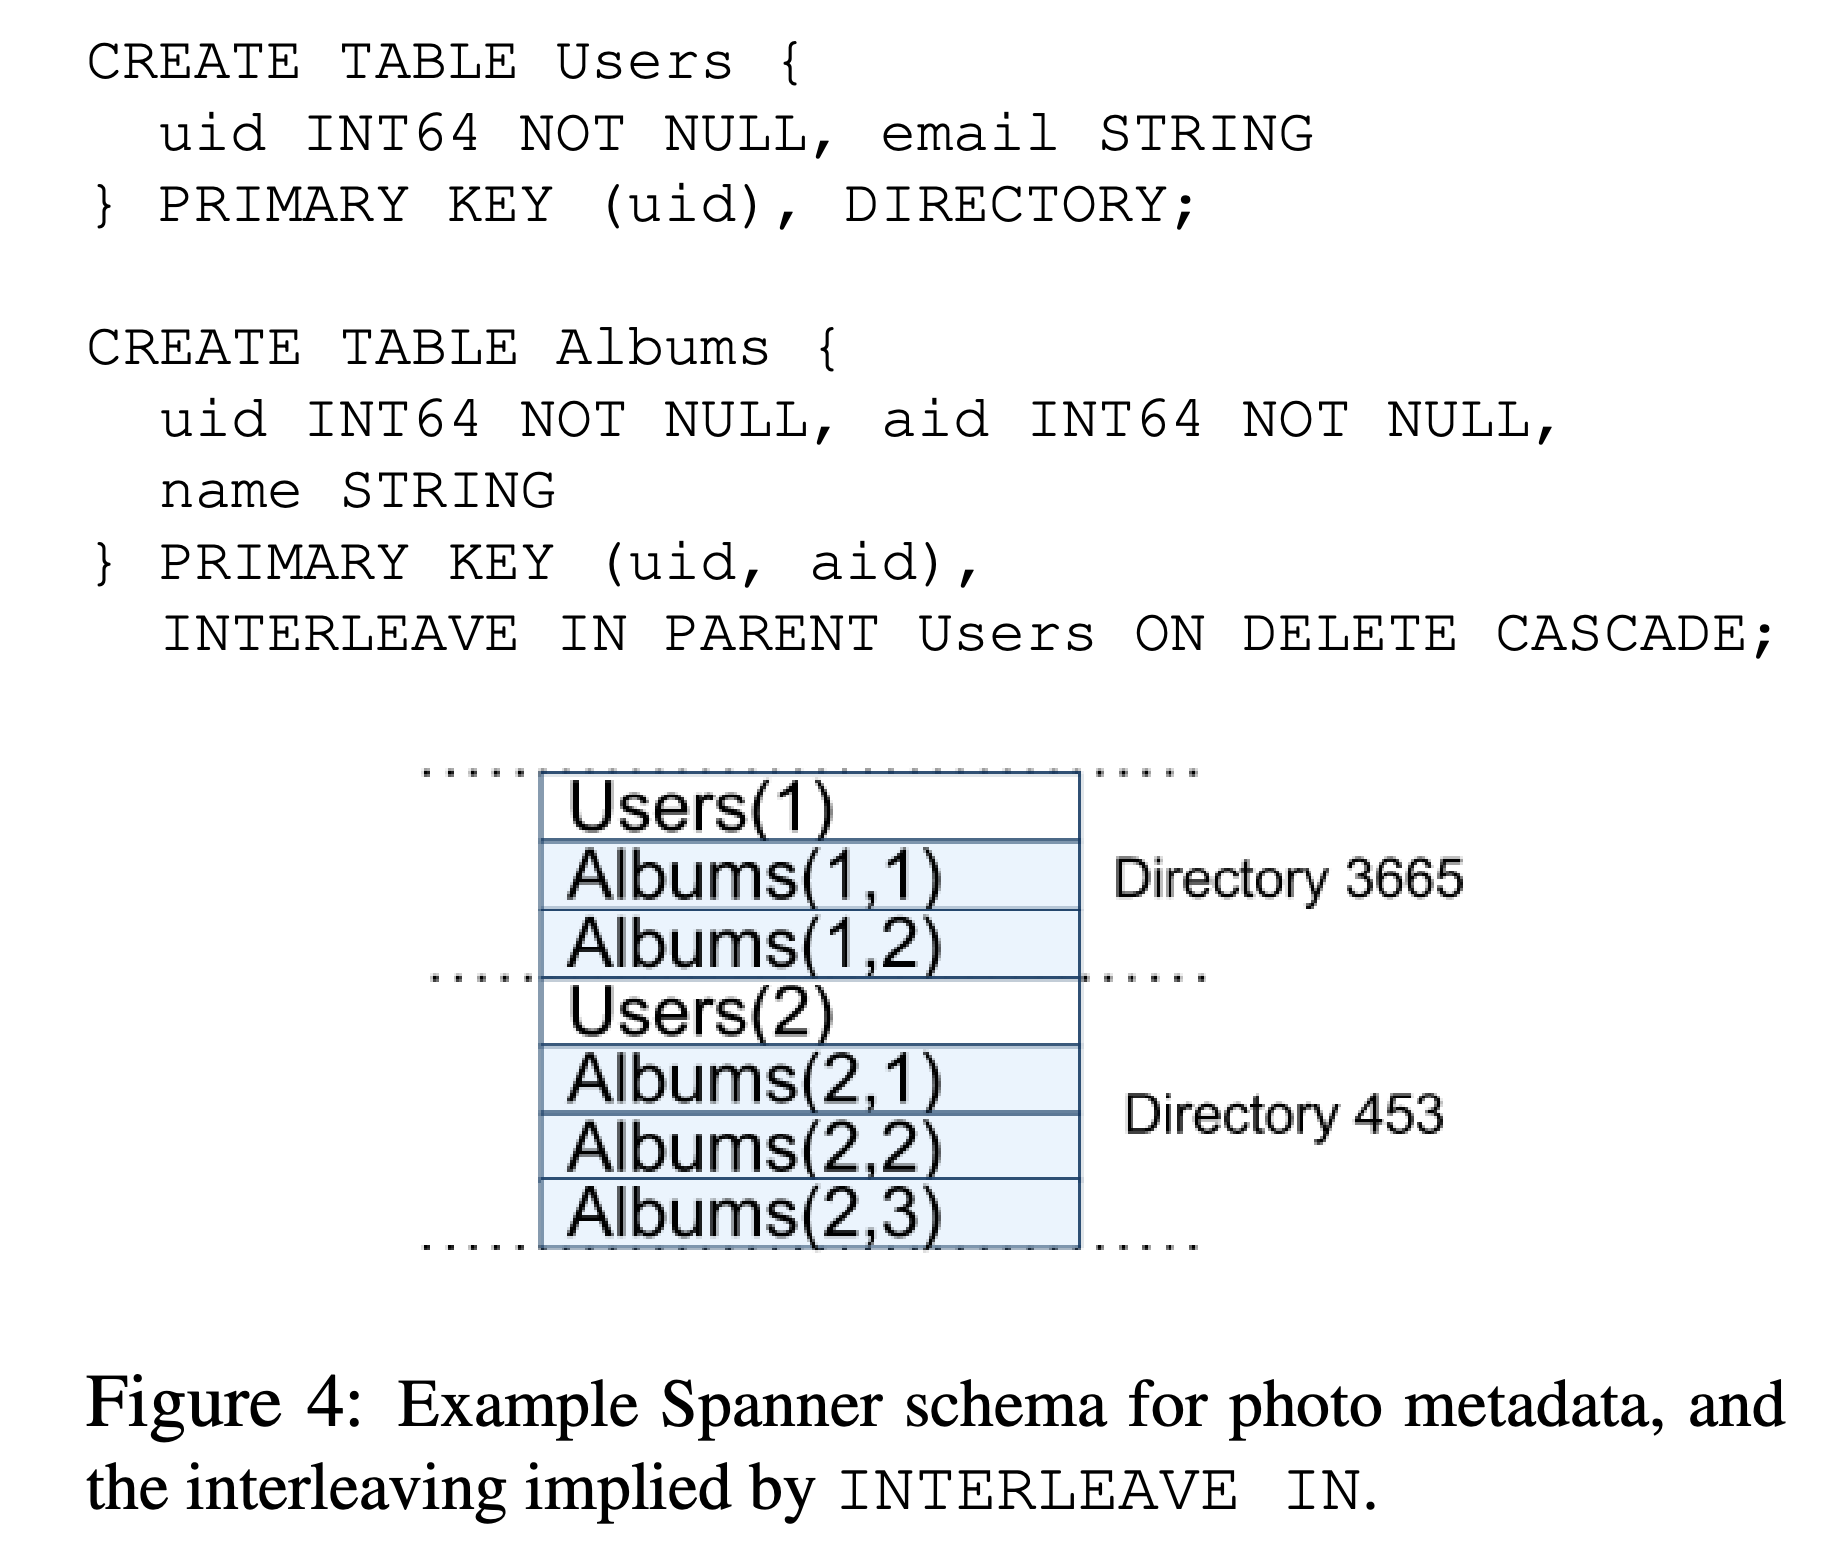 CREATE TABLE Users {
uid INT64 NOT NULL, email STRING
} PRIMARY KEY (uid), DIRECTORY;
CREATE TABLE Albums {
uid INT64 NOT NULL, aid INT64 NOT NULL,
name STRING
} PRIMARY KEY (uid, aid),
INTERLEAVE IN PARENT Users ON DELETE CASCADE;
Users(1)
Albums(1,1)
Directory 3665
Albums(1,2)
Users(2)
Albums(2,1)
Directory 453
Albums(2,2)
Albums(2,3)
Figure 4: Example Spanner schema for photo metadata, and
the interleaving implied by INTERLEAVE IN.